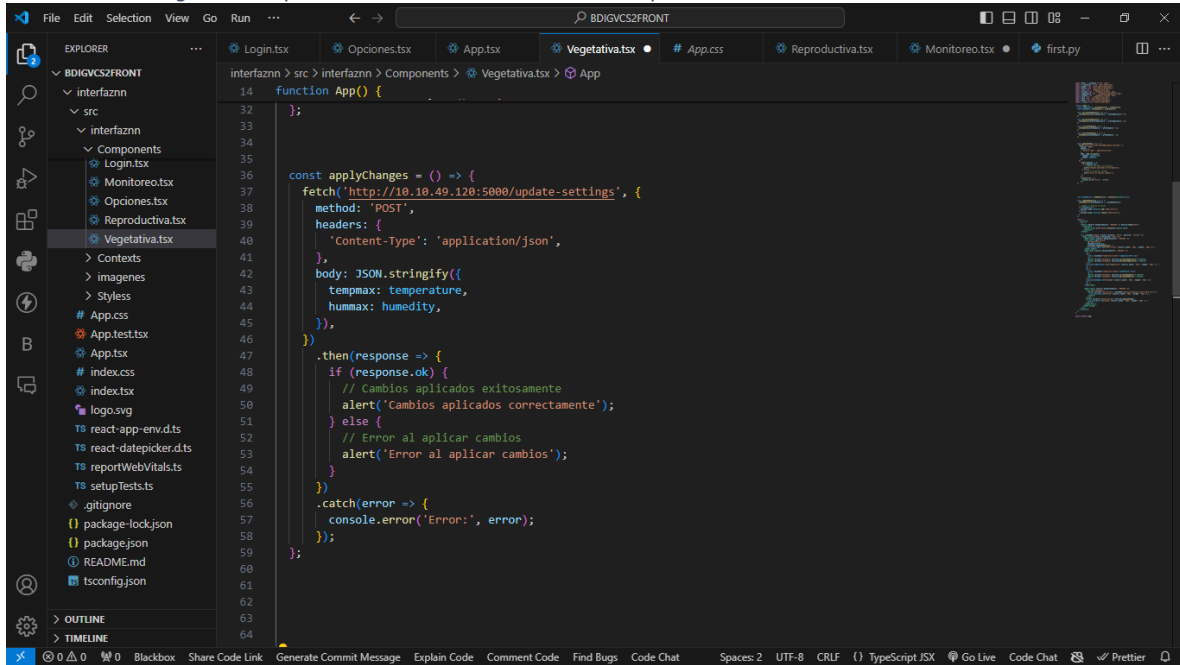 File Edit Selection View Go Run ··· ← → BDIGVCS2FRONT
EXPLORER ···
2
BDIGVCS2FRONT
interfaznn
src
interfaznn
Components
Login.tsx
Monitoreo.tsx
Opciones.tsx
Reproductiva.tsx
Vegetativa.tsx
Contexts
imagenes
Styless
# App.css
App.test.tsx
App.tsx
# index.css
index.tsx
logo.svg
TS react-app-env.d.ts
TS react-datepicker.d.ts
TS reportWebVitals.ts
TS setupTests.ts
.gitignore
{} package-lock.json
{} package.json
README.md
tsconfig.json
OUTLINE
TIMELINE
Login.tsx Opciones.tsx App.tsx Vegetativa.tsx # App.css Reproductiva.tsx Monitoreo.tsx first.py
interfaznn > src > interfaznn > Components > Vegetativa.tsx > App
14 function App() {
32 };
33
34
35
36 const applyChanges = () => {
37 fetch('http://10.10.49.120:5000/update-settings', {
38 method: 'POST',
39 headers: {
40 'Content-Type': 'application/json',
41 },
42 body: JSON.stringify({
43 tempmax: temperature,
44 hummax: humedity,
45 }),
46 })
47 .then(response => {
48 if (response.ok) {
49 // Cambios aplicados exitosamente
50 alert('Cambios aplicados correctamente');
51 } else {
52 // Error al aplicar cambios
53 alert('Error al aplicar cambios');
54 }
55 })
56 .catch(error => {
57 console.error('Error:', error);
58 });
59 };
60
61
62
63
64
0 0 0 Blackbox Share Code Link Generate Commit Message Explain Code Comment Code Find Bugs Code Chat Spaces: 2 UTF-8 CRLF {} TypeScript JSX Go Live Code Chat Prettier